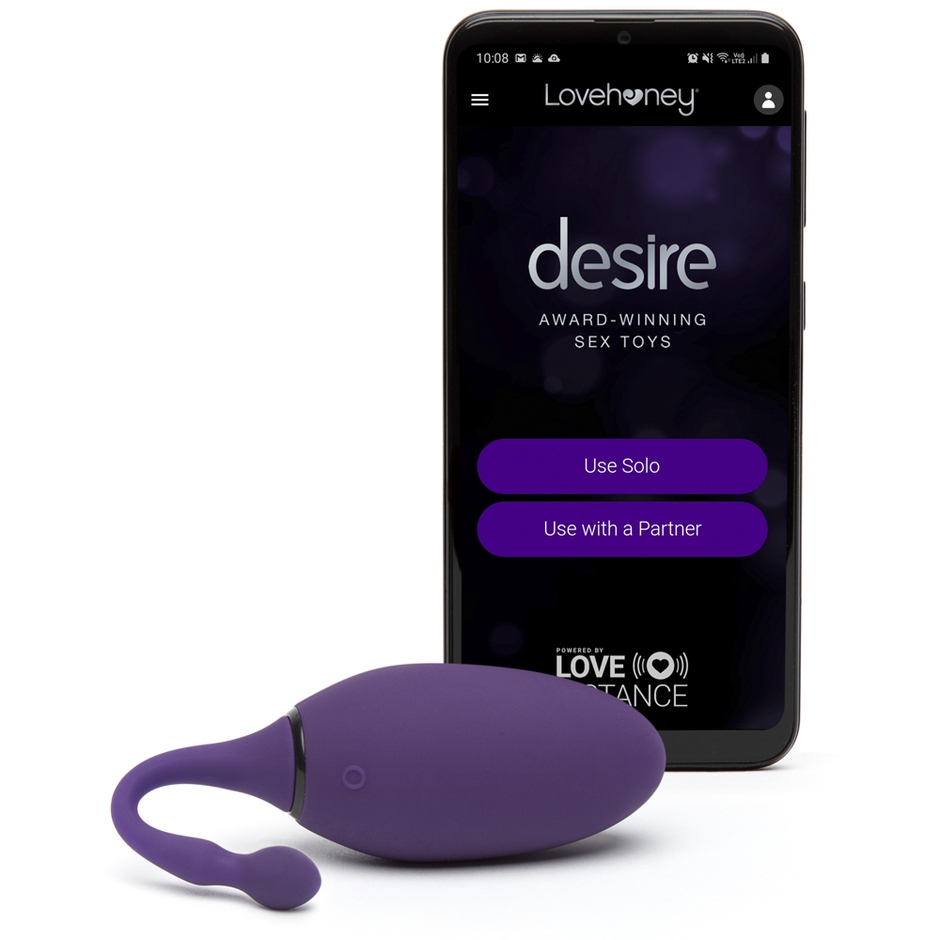 10:08
Lovehoney
desire
AWARD-WINNING
SEX TOYS
Use Solo
Use with a Partner
POWERED BY
LOVE